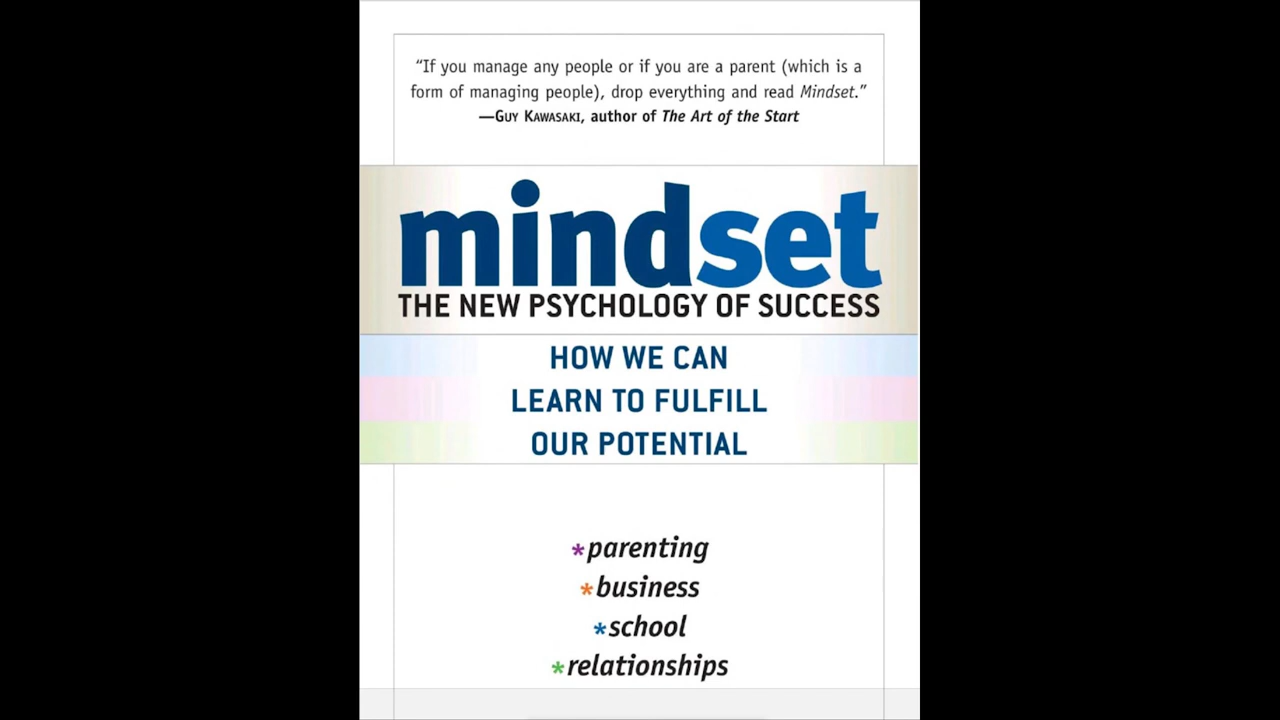 “If you manage any people or if you are a parent (which is a
form of managing people), drop everything and read Mindset.”
—Guy Kawasaki, author of The Art of the Start
mindset
THE NEW PSYCHOLOGY OF SUCCESS
HOW WE CAN
LEARN TO FULFILL
OUR POTENTIAL
*parenting
*business
*school
*relationships